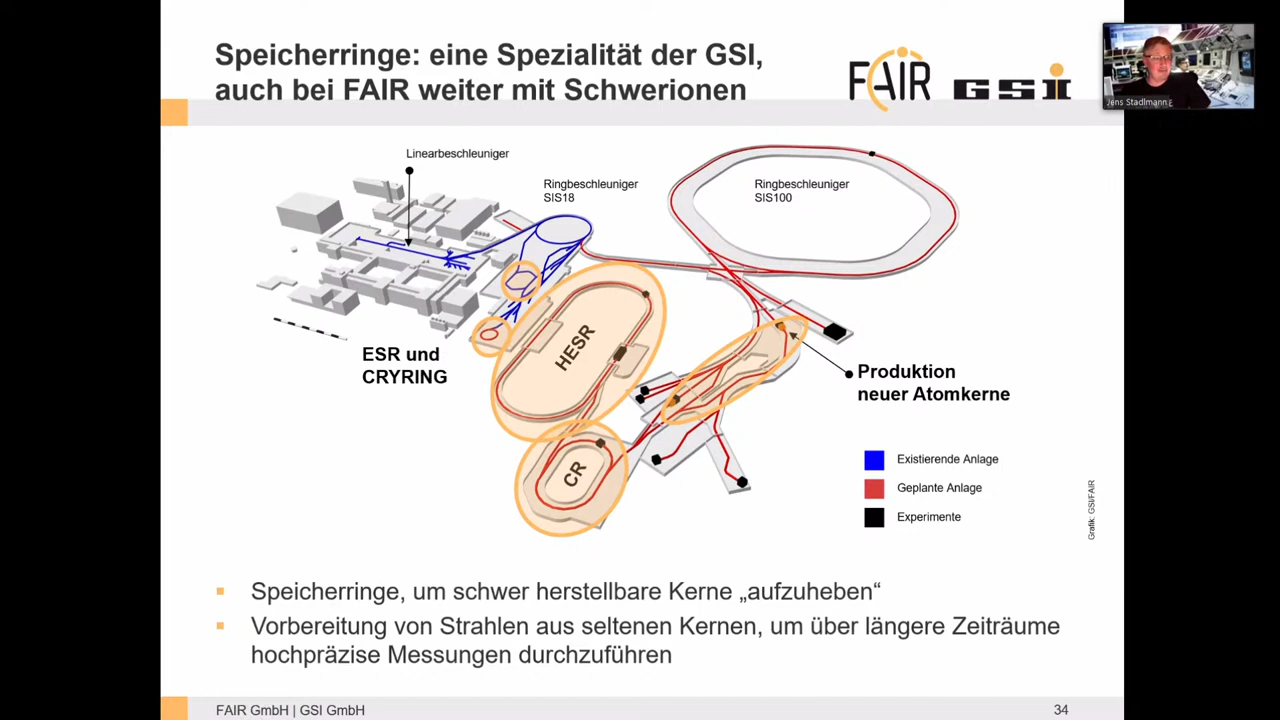 Speicherringe: eine Spezialität der GSI,
auch bei FAIR weiter mit Schwerionen
FAIR GSI
Jens Stadlmann
Linearbeschleuniger
Ringbeschleuniger
SIS18
Ringbeschleuniger
SIS100
HESR
ESR und
CRYRING
Produktion
neuer Atomkerne
CR
Existierende Anlage
Geplante Anlage
Experimente
Grafik: GSI/FAIR
Speicherringe, um schwer herstellbare Kerne „aufzuheben“
Vorbereitung von Strahlen aus seltenen Kernen, um über längere Zeiträume
hochpräzise Messungen durchzuführen
FAIR GmbH | GSI GmbH
34